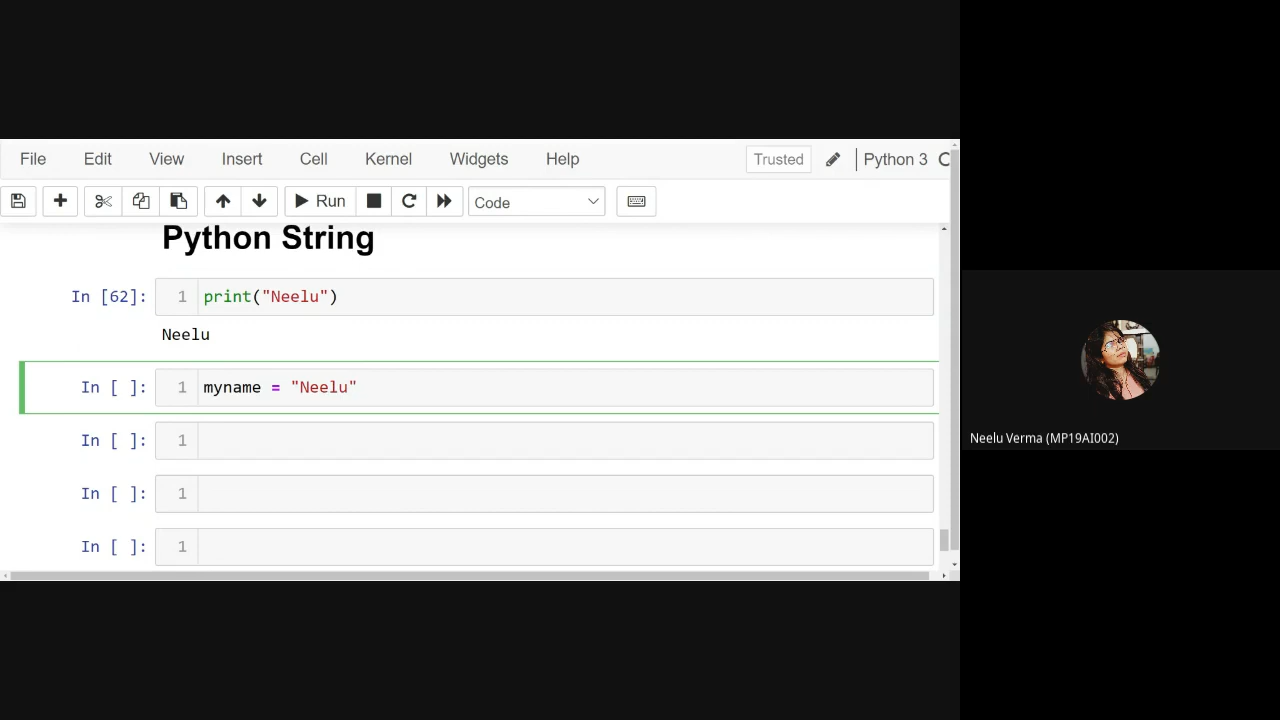 File Edit View Insert Cell Kernel Widgets Help Trusted Python 3
Run Code
Python String
In [62]: 1 print("Neelu")
Neelu
In [ ]: 1 myname = "Neelu"
In [ ]: 1
In [ ]: 1
In [ ]: 1
Neelu Verma (MP19AI002)